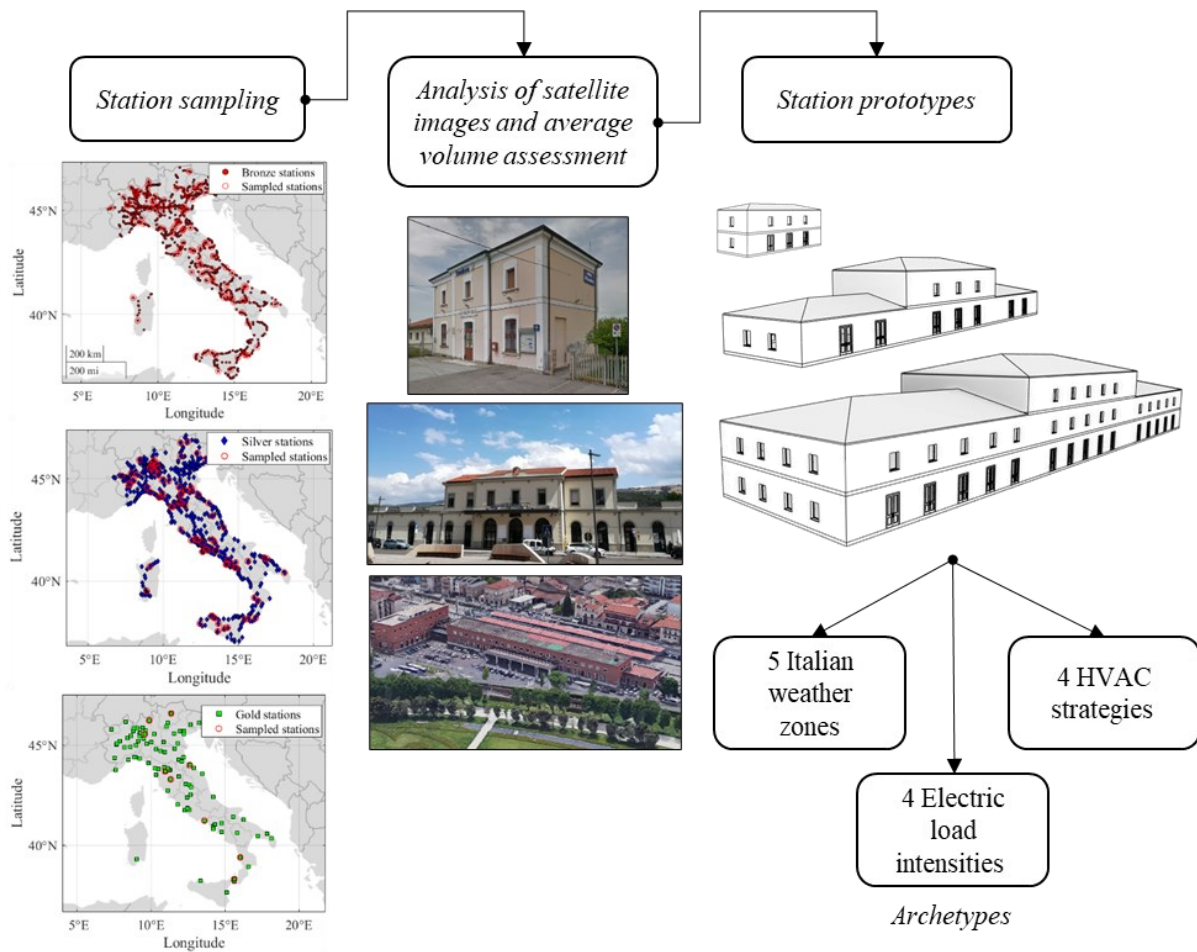 Station sampling
Analysis of satellite
images and average
volume assessment
Station prototypes
Bronze stations
Sampled stations
45°N
40°N
Latitude
200 km
200 mi
5°E 10°E 15°E 20°E
Longitude
Silver stations
Sampled stations
45°N
40°N
Latitude
5°E 10°E 15°E 20°E
Longitude
Gold stations
Sampled stations
45°N
40°N
Latitude
5°E 10°E 15°E 20°E
Longitude
5 Italian
weather
zones
4 HVAC
strategies
4 Electric
load
intensities
Archetypes